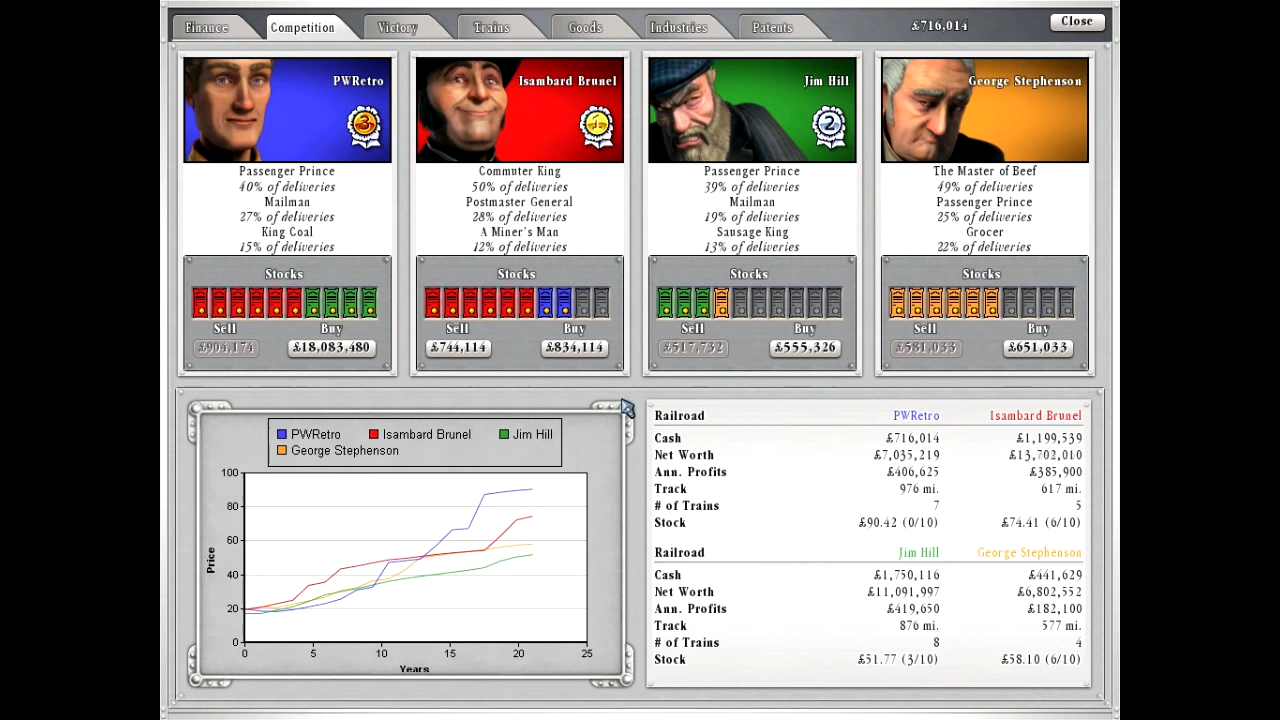 Finance Competition Victory Trains Goods Industries Patents £716,014 Close
PWRetro
3
Passenger Prince
40% of deliveries
Mailman
27% of deliveries
King Coal
15% of deliveries
Stocks
Sell Buy
£904,174 £18,083,480
Isambard Brunel
1
Commuter King
50% of deliveries
Postmaster General
28% of deliveries
A Miner's Man
12% of deliveries
Stocks
Sell Buy
£744,114 £834,114
Jim Hill
2
Passenger Prince
39% of deliveries
Mailman
19% of deliveries
Sausage King
13% of deliveries
Stocks
Sell Buy
£517,732 £555,326
George Stephenson
The Master of Beef
49% of deliveries
Passenger Prince
25% of deliveries
Grocer
22% of deliveries
Stocks
Sell Buy
£581,033 £651,033
PWRetro Isambard Brunel Jim Hill
George Stephenson
100
80
60
40
20
0
Price
0 5 10 15 20 25
Years
Railroad PWRetro Isambard Brunel
Cash £716,014 £1,199,539
Net Worth £7,035,219 £13,702,010
Ann. Profits £406,625 £385,900
Track 976 mi. 617 mi.
# of Trains 7 5
Stock £90.42 (0/10) £74.41 (6/10)
Railroad Jim Hill George Stephenson
Cash £1,750,116 £441,629
Net Worth £11,091,997 £6,802,552
Ann. Profits £419,650 £182,100
Track 876 mi. 577 mi.
# of Trains 8 4
Stock £51.77 (3/10) £58.10 (6/10)